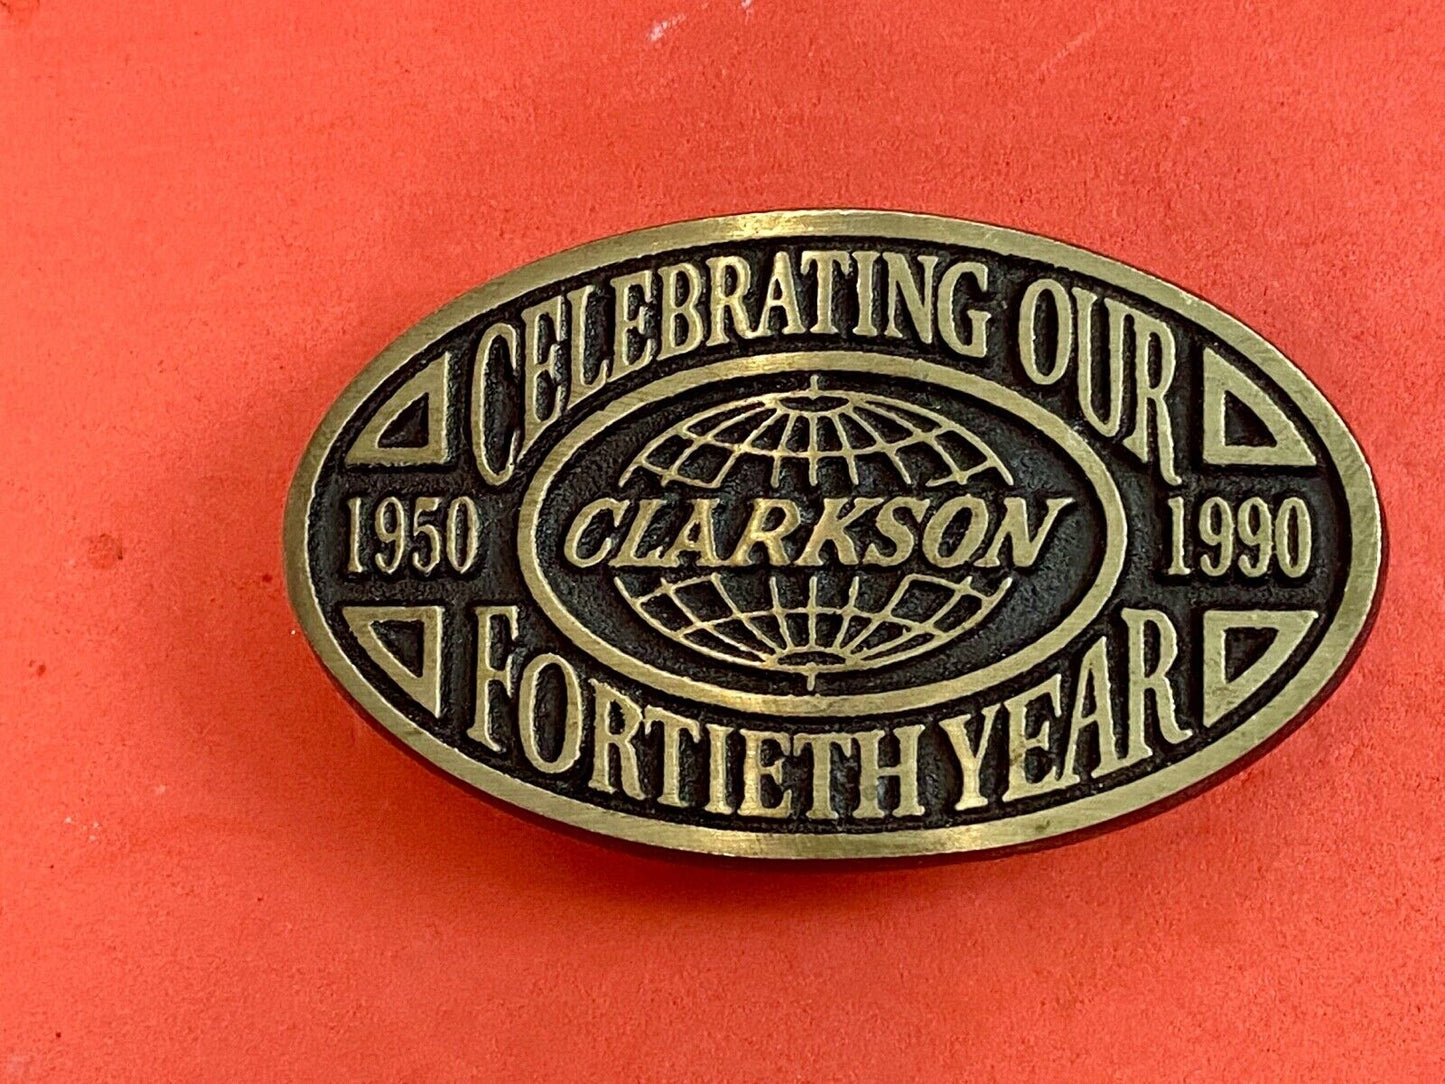 CELEBRATING OUR
1950
CLARKSON
1990
FORTIETH YEAR